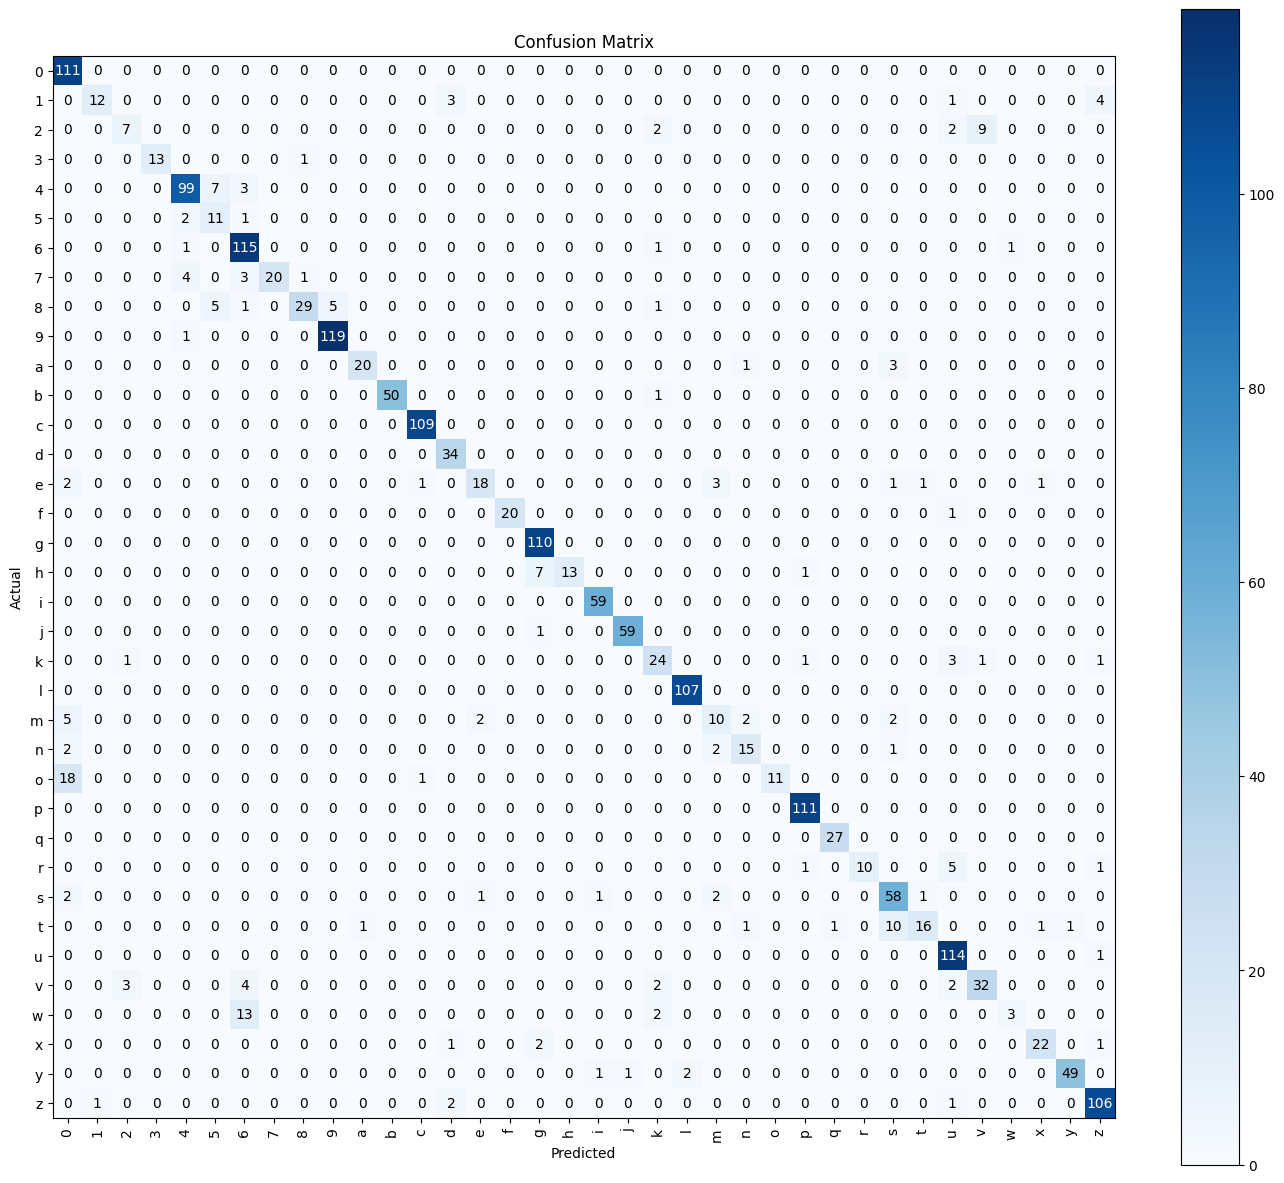 Confusion Matrix
0 111 0 0 0 0 0 0 0 0 0 0 0 0 0 0 0 0 0 0 0 0 0 0 0 0 0 0 0 0 0 0 0 0 0 0 0
1 0 12 0 0 0 0 0 0 0 0 0 0 0 3 0 0 0 0 0 0 0 0 0 0 0 0 0 0 0 0 1 0 0 0 0 4
2 0 0 7 0 0 0 0 0 0 0 0 0 0 0 0 0 0 0 0 0 2 0 0 0 0 0 0 0 0 0 2 9 0 0 0 0
3 0 0 0 13 0 0 0 0 1 0 0 0 0 0 0 0 0 0 0 0 0 0 0 0 0 0 0 0 0 0 0 0 0 0 0 0
4 0 0 0 0 99 7 3 0 0 0 0 0 0 0 0 0 0 0 0 0 0 0 0 0 0 0 0 0 0 0 0 0 0 0 0 0
5 0 0 0 0 2 11 1 0 0 0 0 0 0 0 0 0 0 0 0 0 0 0 0 0 0 0 0 0 0 0 0 0 0 0 0 0
6 0 0 0 0 1 0 115 0 0 0 0 0 0 0 0 0 0 0 0 0 1 0 0 0 0 0 0 0 0 0 0 0 1 0 0 0
7 0 0 0 0 4 0 3 20 1 0 0 0 0 0 0 0 0 0 0 0 0 0 0 0 0 0 0 0 0 0 0 0 0 0 0 0
8 0 0 0 0 0 5 1 0 29 5 0 0 0 0 0 0 0 0 0 0 1 0 0 0 0 0 0 0 0 0 0 0 0 0 0 0
9 0 0 0 0 1 0 0 0 0 119 0 0 0 0 0 0 0 0 0 0 0 0 0 0 0 0 0 0 0 0 0 0 0 0 0 0
a 0 0 0 0 0 0 0 0 0 0 20 0 0 0 0 0 0 0 0 0 0 0 0 1 0 0 0 0 3 0 0 0 0 0 0 0
b 0 0 0 0 0 0 0 0 0 0 0 50 0 0 0 0 0 0 0 0 1 0 0 0 0 0 0 0 0 0 0 0 0 0 0 0
c 0 0 0 0 0 0 0 0 0 0 0 0 109 0 0 0 0 0 0 0 0 0 0 0 0 0 0 0 0 0 0 0 0 0 0 0
d 0 0 0 0 0 0 0 0 0 0 0 0 0 34 0 0 0 0 0 0 0 0 0 0 0 0 0 0 0 0 0 0 0 0 0 0
e 2 0 0 0 0 0 0 0 0 0 0 0 1 0 18 0 0 0 0 0 0 0 3 0 0 0 0 0 1 1 0 0 0 1 0 0
f 0 0 0 0 0 0 0 0 0 0 0 0 0 0 0 20 0 0 0 0 0 0 0 0 0 0 0 0 0 0 1 0 0 0 0 0
g 0 0 0 0 0 0 0 0 0 0 0 0 0 0 0 0 110 0 0 0 0 0 0 0 0 0 0 0 0 0 0 0 0 0 0 0
h 0 0 0 0 0 0 0 0 0 0 0 0 0 0 0 0 7 13 0 0 0 0 0 0 0 1 0 0 0 0 0 0 0 0 0 0
i 0 0 0 0 0 0 0 0 0 0 0 0 0 0 0 0 0 0 59 0 0 0 0 0 0 0 0 0 0 0 0 0 0 0 0 0
j 0 0 0 0 0 0 0 0 0 0 0 0 0 0 0 0 1 0 0 59 0 0 0 0 0 0 0 0 0 0 0 0 0 0 0 0
k 0 0 1 0 0 0 0 0 0 0 0 0 0 0 0 0 0 0 0 0 24 0 0 0 0 1 0 0 0 0 3 1 0 0 0 1
l 0 0 0 0 0 0 0 0 0 0 0 0 0 0 0 0 0 0 0 0 0 107 0 0 0 0 0 0 0 0 0 0 0 0 0 0
m 5 0 0 0 0 0 0 0 0 0 0 0 0 0 2 0 0 0 0 0 0 0 10 2 0 0 0 0 2 0 0 0 0 0 0 0
n 2 0 0 0 0 0 0 0 0 0 0 0 0 0 0 0 0 0 0 0 0 0 2 15 0 0 0 0 1 0 0 0 0 0 0 0
o 18 0 0 0 0 0 0 0 0 0 0 0 1 0 0 0 0 0 0 0 0 0 0 0 11 0 0 0 0 0 0 0 0 0 0 0
p 0 0 0 0 0 0 0 0 0 0 0 0 0 0 0 0 0 0 0 0 0 0 0 0 0 111 0 0 0 0 0 0 0 0 0 0
q 0 0 0 0 0 0 0 0 0 0 0 0 0 0 0 0 0 0 0 0 0 0 0 0 0 0 27 0 0 0 0 0 0 0 0 0
r 0 0 0 0 0 0 0 0 0 0 0 0 0 0 0 0 0 0 0 0 0 0 0 0 0 1 0 10 0 0 5 0 0 0 0 1
s 2 0 0 0 0 0 0 0 0 0 0 0 0 0 1 0 0 0 1 0 0 0 2 0 0 0 0 0 58 1 0 0 0 0 0 0
t 0 0 0 0 0 0 0 0 0 0 1 0 0 0 0 0 0 0 0 0 0 0 0 1 0 0 1 0 10 16 0 0 0 1 1 0
u 0 0 0 0 0 0 0 0 0 0 0 0 0 0 0 0 0 0 0 0 0 0 0 0 0 0 0 0 0 0 114 0 0 0 0 1
v 0 0 3 0 0 0 4 0 0 0 0 0 0 0 0 0 0 0 0 0 2 0 0 0 0 0 0 0 0 0 2 32 0 0 0 0
w 0 0 0 0 0 0 13 0 0 0 0 0 0 0 0 0 0 0 0 0 2 0 0 0 0 0 0 0 0 0 0 0 3 0 0 0
x 0 0 0 0 0 0 0 0 0 0 0 0 0 1 0 0 2 0 0 0 0 0 0 0 0 0 0 0 0 0 0 0 0 22 0 1
y 0 0 0 0 0 0 0 0 0 0 0 0 0 0 0 0 0 0 1 1 0 2 0 0 0 0 0 0 0 0 0 0 0 0 49 0
z 0 1 0 0 0 0 0 0 0 0 0 0 0 2 0 0 0 0 0 0 0 0 0 0 0 0 0 0 0 0 1 0 0 0 0 106
0 1 2 3 4 5 6 7 8 9 a b c d e f g h i j k l m n o p q r s t u v w x y z
Predicted
Actual
100
80
60
40
20
0